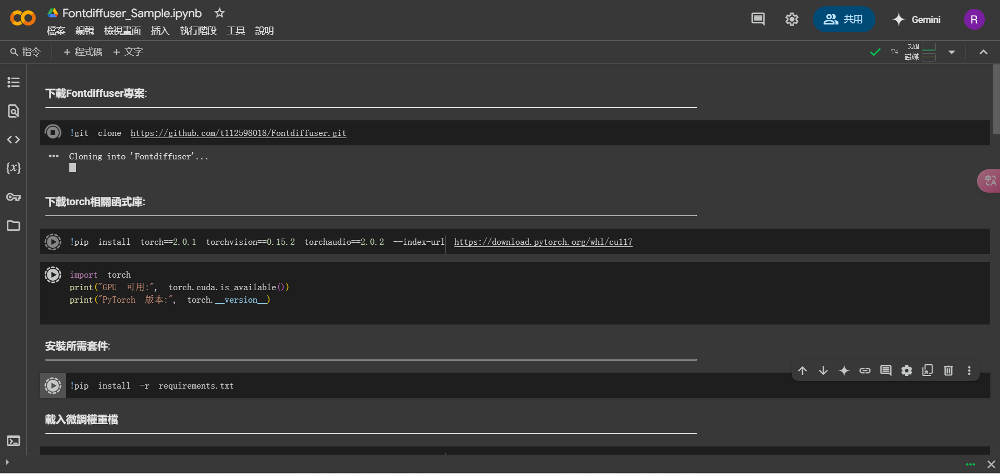 Fontdiffuser_Sample.ipynb
檔案 編輯 檢視畫面 插入 執行階段 工具 說明
共用
Gemini
R
指令 + 程式碼 + 文字
T4
RAM
磁碟
下載Fontdiffuser專案:
!git clone https://github.com/t112598018/Fontdiffuser.git
Cloning into 'Fontdiffuser'...
下載torch相關函式庫:
!pip install torch==2.0.1 torchvision==0.15.2 torchaudio==2.0.2 --index-url https://download.pytorch.org/whl/cu117
import torch
print("GPU 可用:", torch.cuda.is_available())
print("PyTorch 版本:", torch.__version__)
安裝所需套件:
!pip install -r requirements.txt
載入微調權重檔